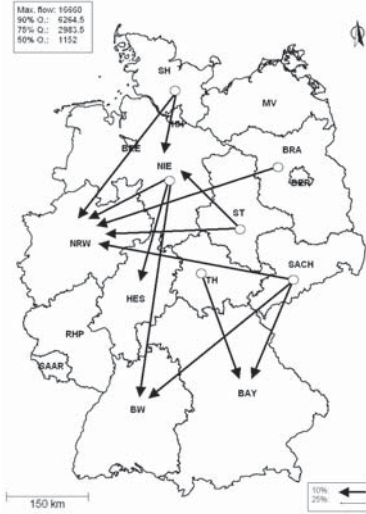 Max. flow: 16660
90% Q.: 6264.5
75% Q.: 2983.5
50% Q.: 1152
SH
MV
HH
BRE
BRA
NIE
BER
ST
NRW
SACH
TH
HES
RHP
SAAR
BAY
BW
10%:
25%:
150 km